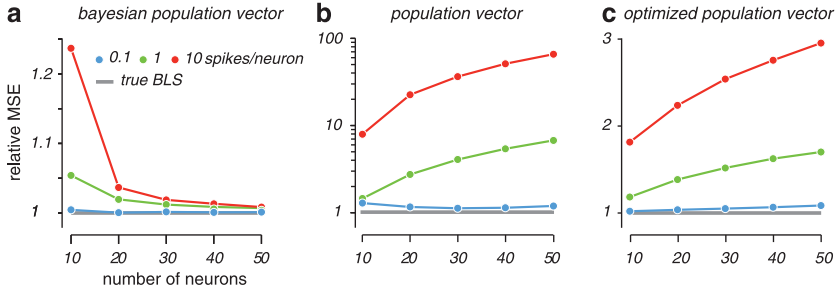 a bayesian population vector
0.1 1 10 spikes/neuron
true BLS
relative MSE
1.2
1.1
1
10 20 30 40 50
number of neurons
b population vector
100
10
1
10 20 30 40 50
c optimized population vector
3
2
1
10 20 30 40 50